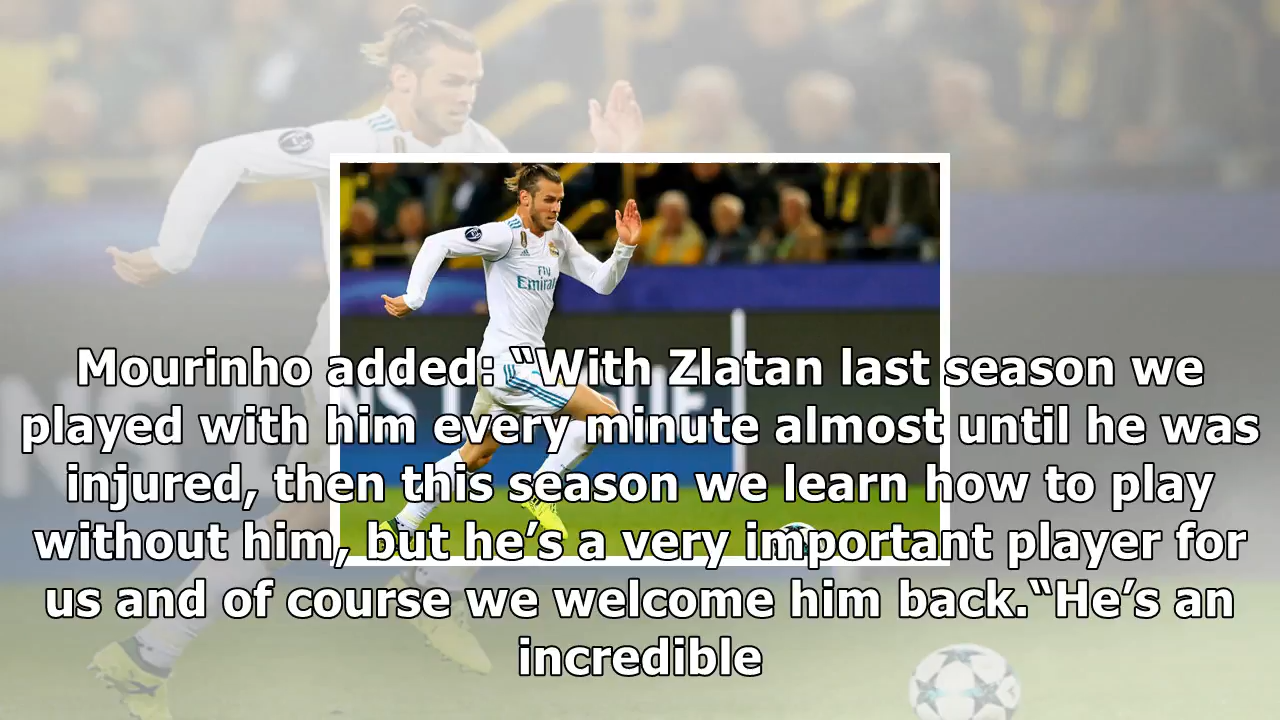 Fly
Emirates
Mourinho added: “With Zlatan last season we
played with him every minute almost until he was
injured, then this season we learn how to play
without him, but he’s a very important player for
us and of course we welcome him back.“He’s an
incredible